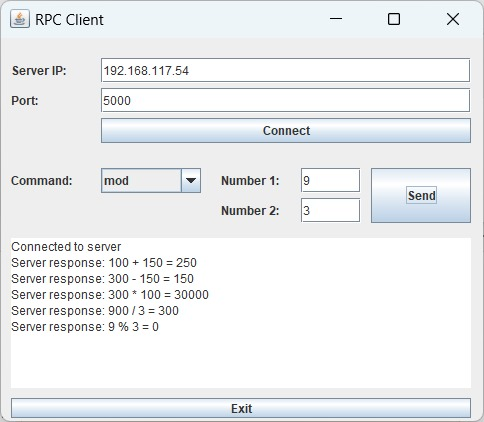 RPC Client
Server IP: 192.168.117.54
Port: 5000
Connect
Command: mod Number 1: 9 Send
Number 2: 3
Connected to server
Server response: 100 + 150 = 250
Server response: 300 - 150 = 150
Server response: 300 * 100 = 30000
Server response: 900 / 3 = 300
Server response: 9 % 3 = 0
Exit